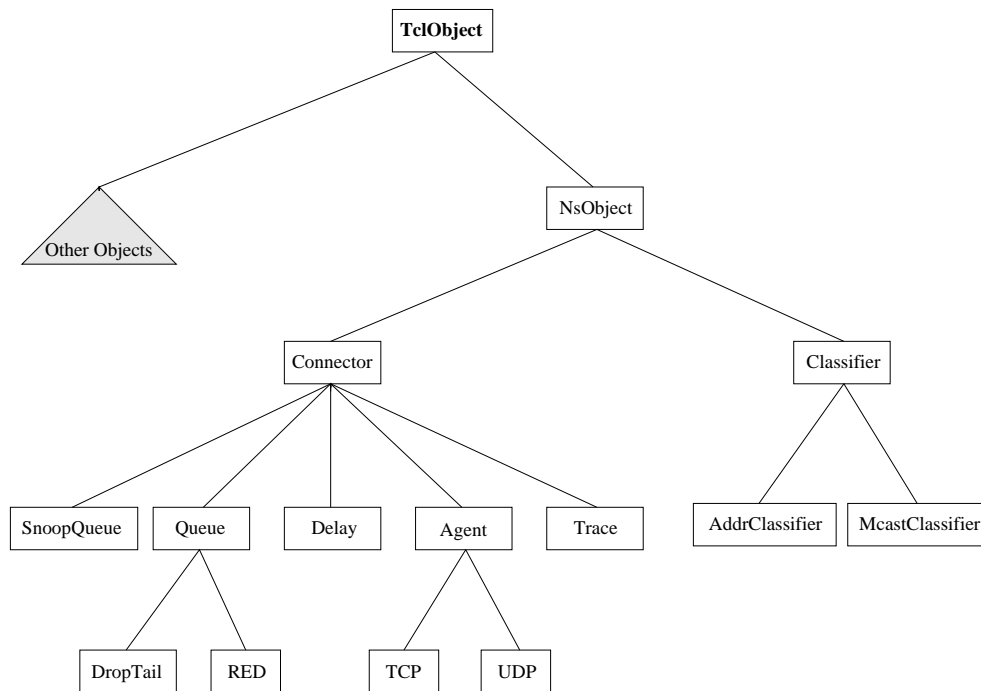 TclObject
NsObject
Other Objects
Connector
Classifier
SnoopQueue
Queue
Delay
Agent
Trace
AddrClassifier
McastClassifier
DropTail
RED
TCP
UDP